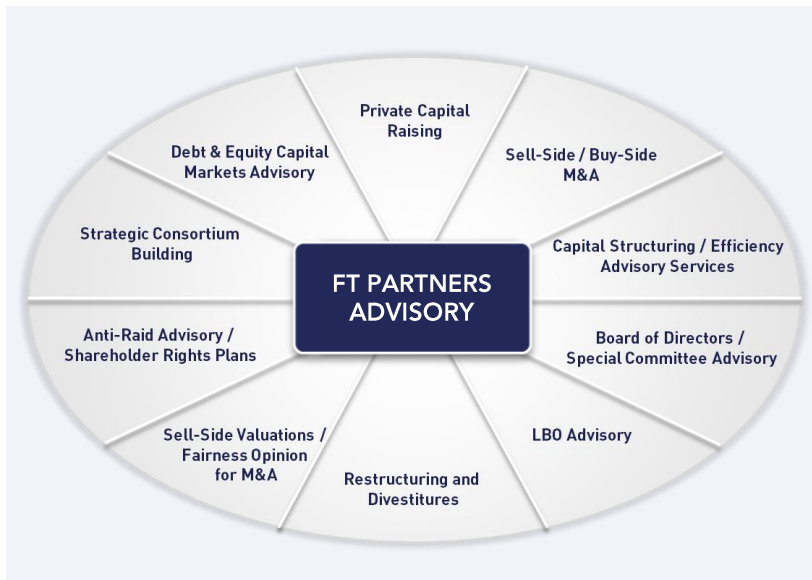 Private Capital
Raising
Sell-Side / Buy-Side
M&A
Capital Structuring / Efficiency
Advisory Services
Board of Directors /
Special Committee Advisory
LBO Advisory
Restructuring and
Divestitures
Sell-Side Valuations /
Fairness Opinion
for M&A
Anti-Raid Advisory /
Shareholder Rights Plans
Strategic Consortium
Building
Debt & Equity Capital
Markets Advisory
FT PARTNERS
ADVISORY